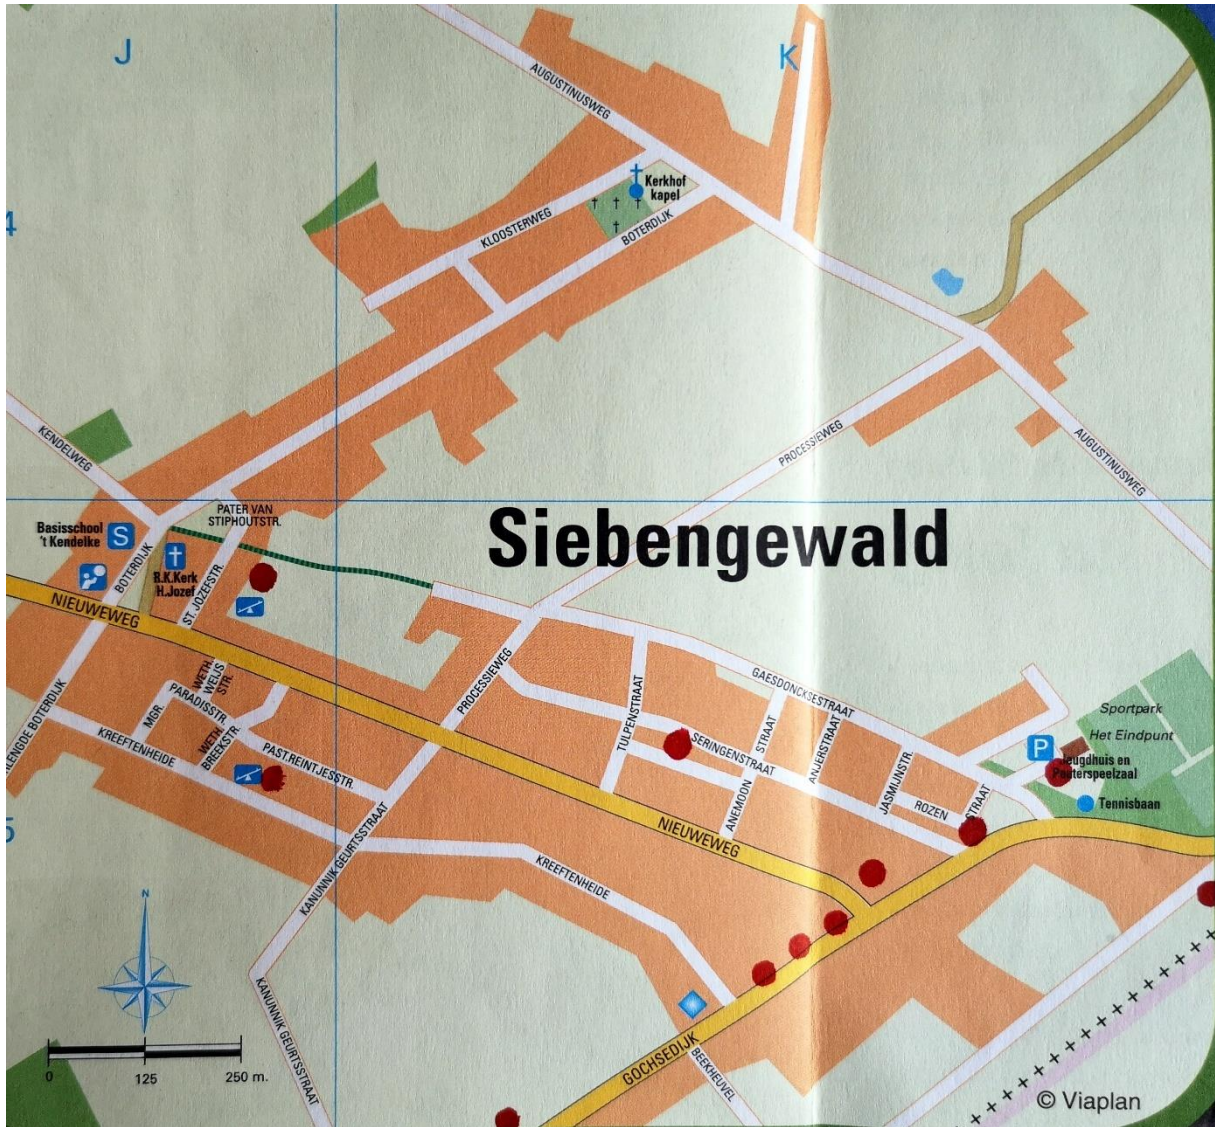 J
K
AUGUSTINUSWEG
Kerkhof
kapel
4
KLOOSTERWEG
BOTERDIJK
KENDELWEG
PROCESSIEWEG
AUGUSTINUSWEG
PATER VAN
STIPHOUTSTR.
Siebengewald
Basisschool
't Kendelke
S
BOTERDIJK
R.K.Kerk
H.Jozef
ST. JOZEFSTR.
NIEUWEWEG
PROCESSIEWEG
GAESDONCKSESTRAAT
WETH.
WEIJS
STR.
PARADISSTR.
MGR.
TULPENSTRAAT
SERINGENSTRAAT
ANEMOON
STRAAT
ANJERSTRAAT
JASMIJNSTR.
ROZEN
STRAAT
Sportpark
Het Eindpunt
P
Jeugdhuis en
Peuterspeelzaal
Tennisbaan
RLENGDE BOTERDIJK
KREEFTENHEIDE
WETH.
BREEKSTR.
PAST.REINTJESSTR.
5
NIEUWEWEG
KANUNNIK GEURTSSTRAAT
KREEFTENHEIDE
N
KANUNNIK GEURTSSTRAAT
GOCHSEDIJK
BEEKHEUVEL
0 125 250 m.
© Viaplan